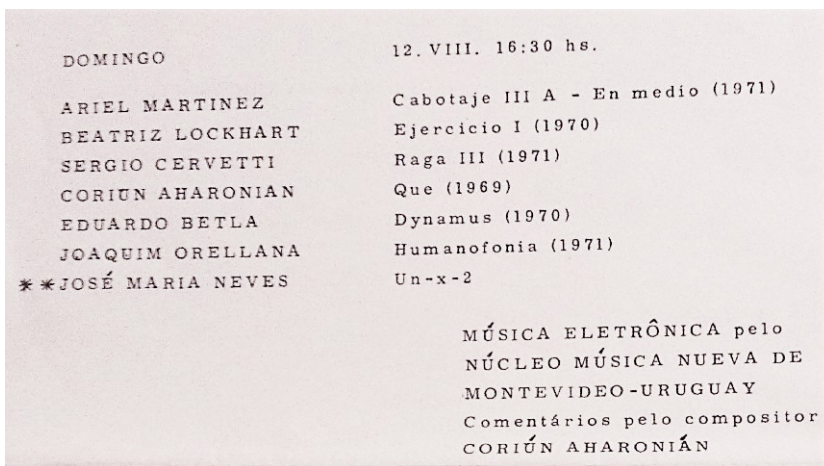 DOMINGO 12. VIII. 16:30 hs.
ARIEL MARTINEZ Cabotaje III A - En medio (1971)
BEATRIZ LOCKHART Ejercicio I (1970)
SERGIO CERVETTI Raga III (1971)
CORIÚN AHARONIAN Que (1969)
EDUARDO BETLA Dynamus (1970)
JOAQUIM ORELLANA Humanofonia (1971)
**JOSÉ MARIA NEVES Un-x-2
MÚSICA ELETRÔNICA pelo
NÚCLEO MÚSICA NUEVA DE
MONTEVIDEO-URUGUAY
Comentários pelo compositor
CORIÚN AHARONIÁN